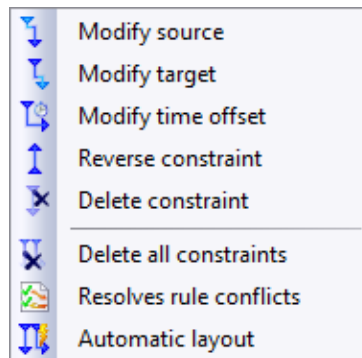 Modify source
Modify target
Modify time offset
Reverse constraint
Delete constraint
Delete all constraints
Resolves rule conflicts
Automatic layout